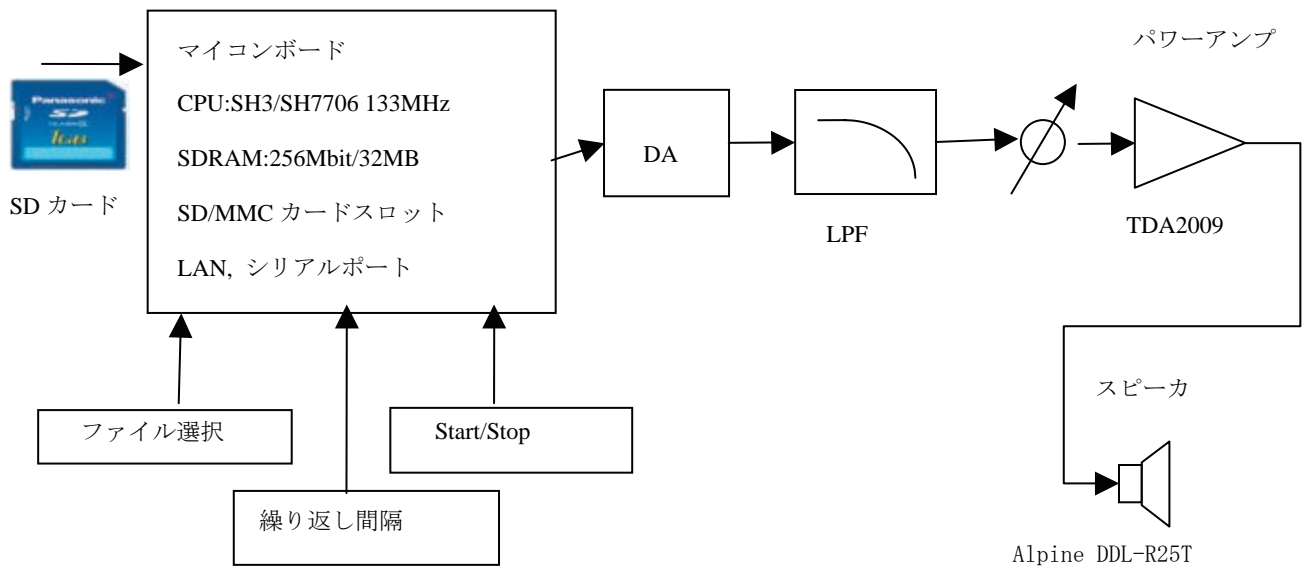 マイコンボード
CPU:SH3/SH7706 133MHz
SDRAM:256Mbit/32MB
SD/MMC カードスロット
LAN, シリアルポート
Panasonic
SD
1GB
SD カード
DA
LPF
パワーアンプ
TDA2009
ファイル選択
Start/Stop
繰り返し間隔
スピーカ
Alpine DDL-R25T